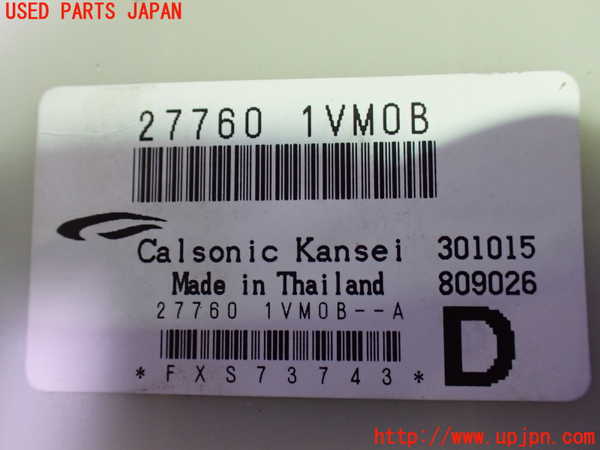 USED PARTS JAPAN
27760 1VM0B
Calsonic Kansei 301015
Made in Thailand 809026
27760 1VM0B--A
D
*FXS73743*
http://www.upjpn.com